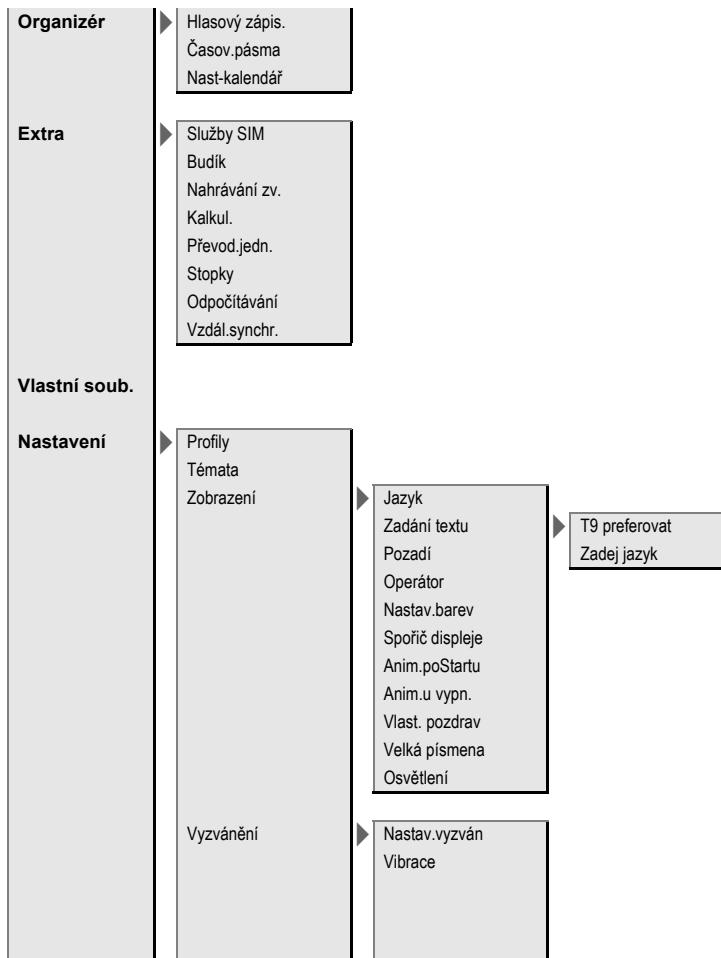 Organizér
Hlasový zápis.
Časov.pásma
Nast-kalendář
Extra
Služby SIM
Budík
Nahrávání zv.
Kalkul.
Převod.jedn.
Stopky
Odpočítávání
Vzdál.synchr.
Vlastní soub.
Nastavení
Profily
Témata
Zobrazení
Jazyk
Zadání textu
T9 preferovat
Zadej jazyk
Pozadí
Operátor
Nastav.barev
Spořič displeje
Anim.poStartu
Anim.u vypn.
Vlast. pozdrav
Velká písmena
Osvětlení
Vyzvánění
Nastav.vyzván
Vibrace